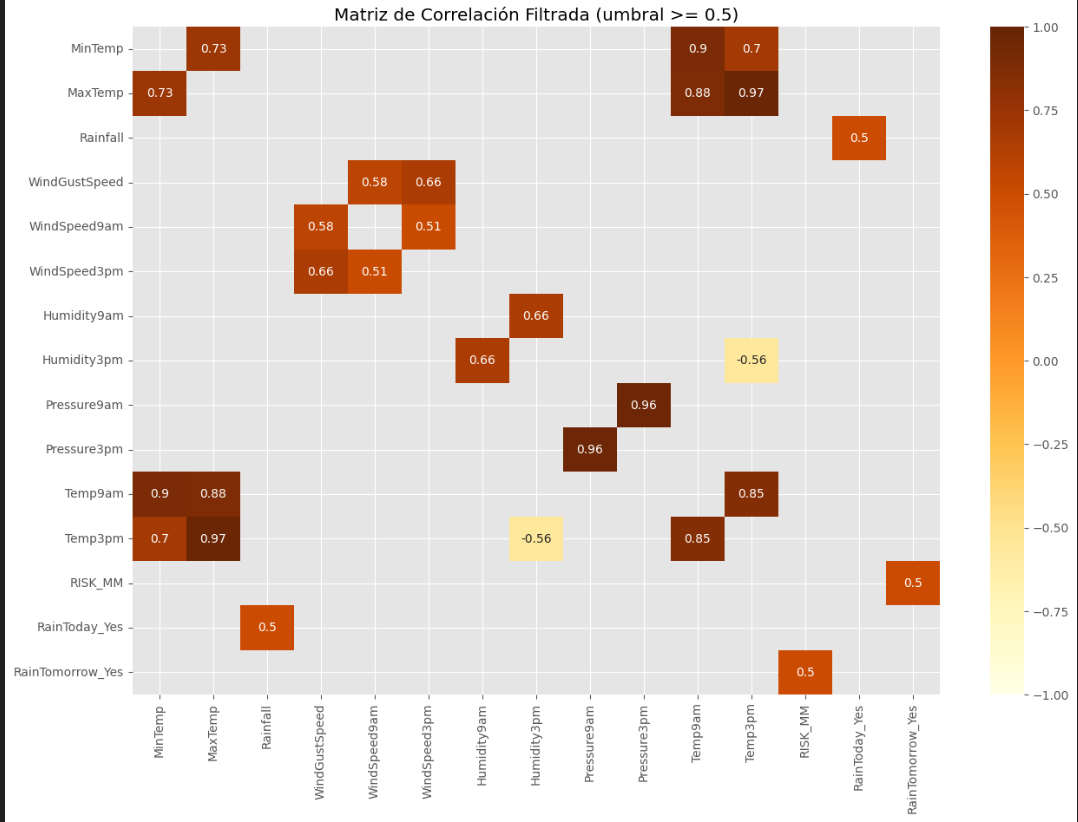 Matriz de Correlación Filtrada (umbral >= 0.5)
MinTemp 0.73 0.9 0.7
MaxTemp 0.73 0.88 0.97
Rainfall 0.5
WindGustSpeed 0.58 0.66
WindSpeed9am 0.58 0.51
WindSpeed3pm 0.66 0.51
Humidity9am 0.66
Humidity3pm 0.66 -0.56
Pressure9am 0.96
Pressure3pm 0.96
Temp9am 0.9 0.88 0.85
Temp3pm 0.7 0.97 -0.56 0.85
RISK_MM 0.5
RainToday_Yes 0.5
RainTomorrow_Yes 0.5
MinTemp
MaxTemp
Rainfall
WindGustSpeed
WindSpeed9am
WindSpeed3pm
Humidity9am
Humidity3pm
Pressure9am
Pressure3pm
Temp9am
Temp3pm
RISK_MM
RainToday_Yes
RainTomorrow_Yes
1.00
0.75
0.50
0.25
0.00
−0.25
−0.50
−0.75
−1.00